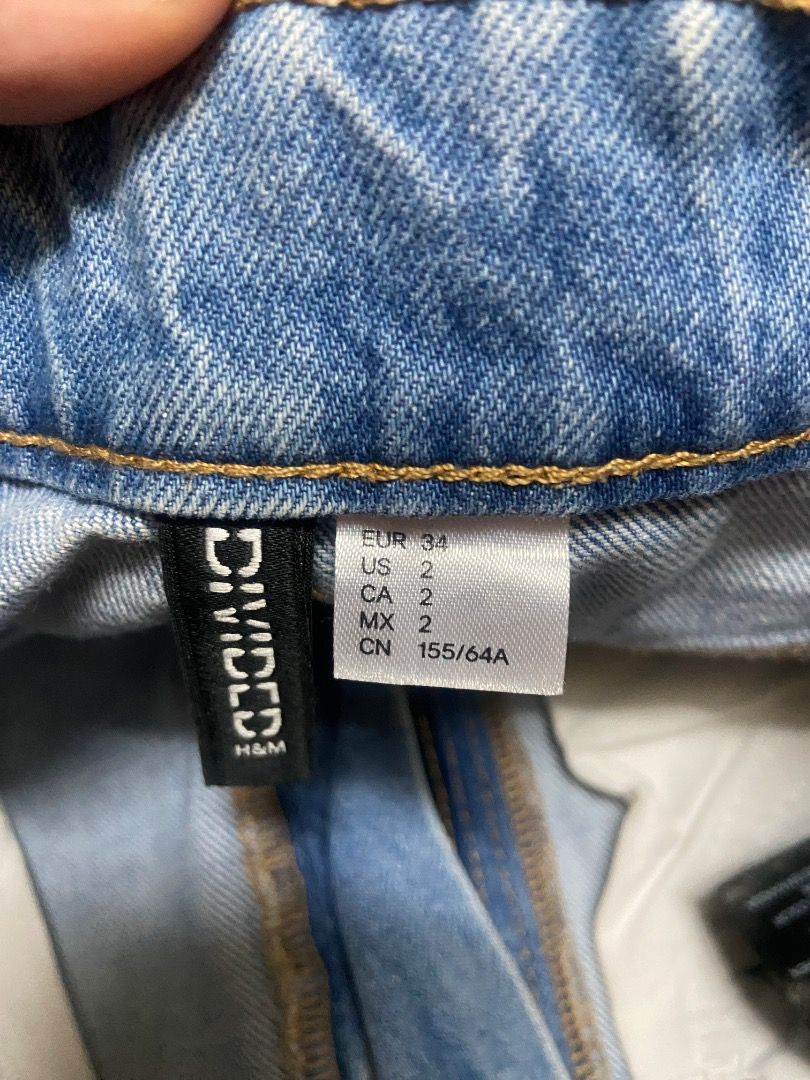 DIVIDED
H&M
EUR 34
US 2
CA 2
MX 2
CN 155/64A